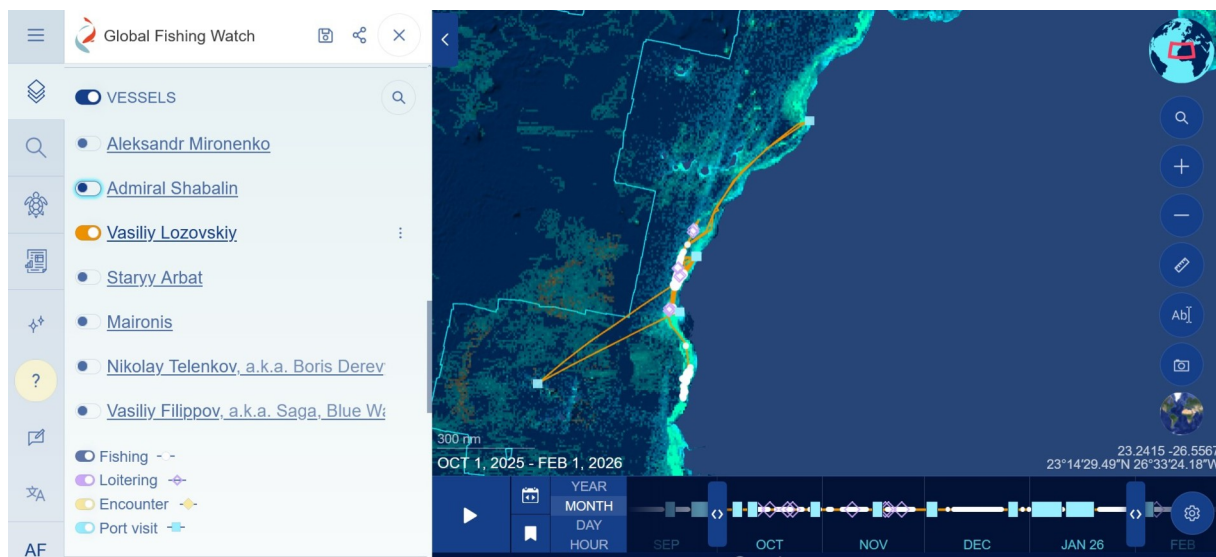 Global Fishing Watch
VESSELS
Aleksandr Mironenko
Admiral Shabalin
Vasiliy Lozovskiy
Staryy Arbat
Maironis
Nikolay Telenkov, a.k.a. Boris Derev
Vasiliy Filippov, a.k.a. Saga, Blue Wa
Fishing
Loitering
Encounter
Port visit
?
AF
Ab
300 nm
OCT 1, 2025 - FEB 1, 2026
23.2415 -26.5567
23°14'29.49"N 26°33'24.18"W
YEAR
MONTH
DAY
HOUR
SEP OCT NOV DEC JAN 26 FEB